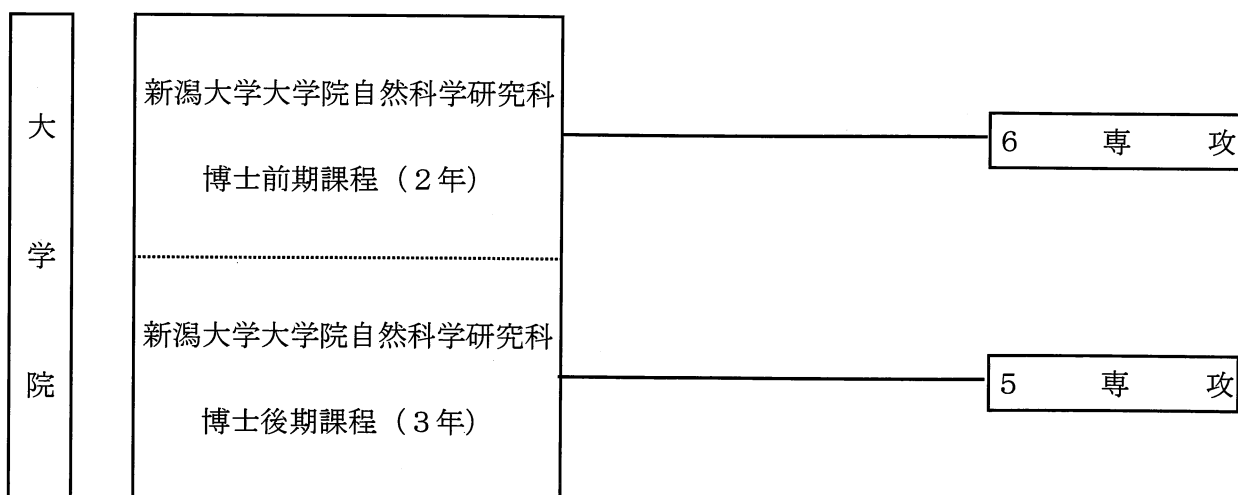 大学院
新潟大学大学院自然科学研究科
博士前期課程（２年）
６専攻
新潟大学大学院自然科学研究科
博士後期課程（３年）
５専攻